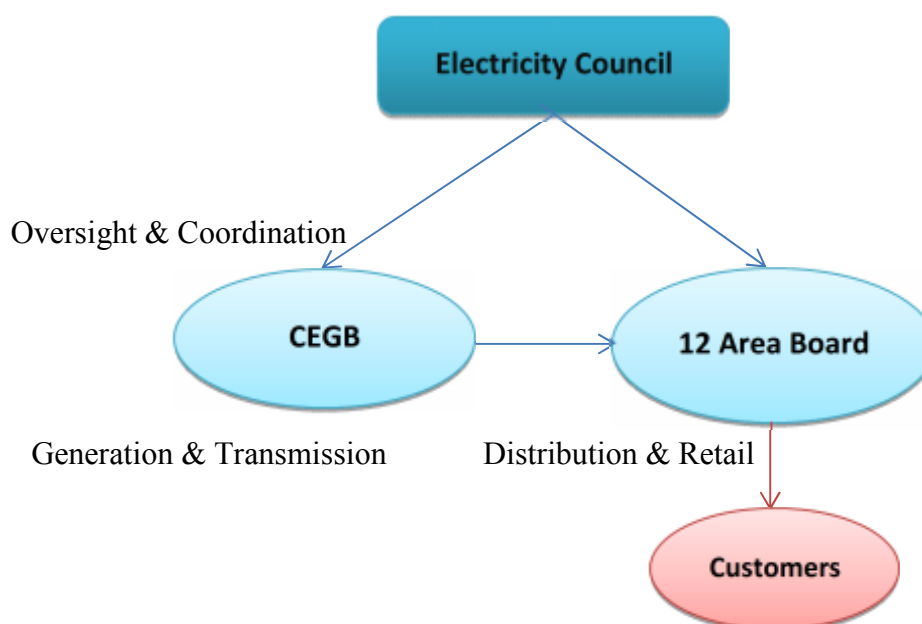 Electricity Council
Oversight & Coordination
CEGB
12 Area Board
Generation & Transmission
Distribution & Retail
Customers